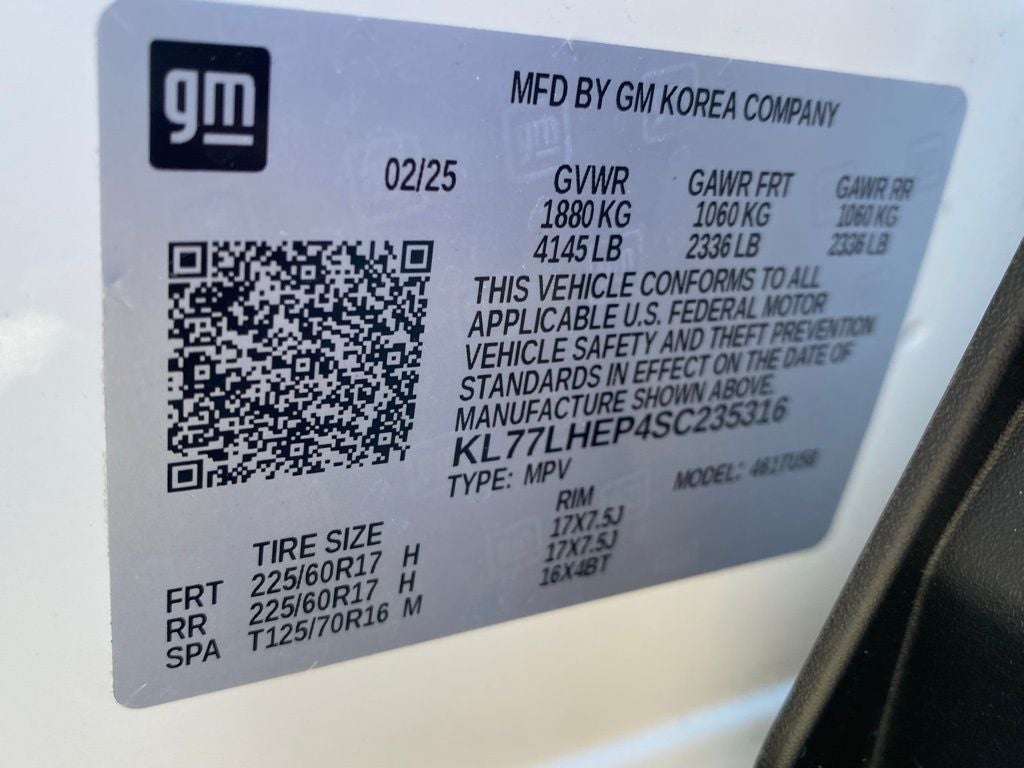 gm
MFD BY GM KOREA COMPANY
02/25 GVWR GAWR FRT GAWR RR
1880 KG 1060 KG 1060 KG
4145 LB 2336 LB 2336 LB
THIS VEHICLE CONFORMS TO ALL
APPLICABLE U.S. FEDERAL MOTOR
VEHICLE SAFETY AND THEFT PREVENTION
STANDARDS IN EFFECT ON THE DATE OF
MANUFACTURE SHOWN ABOVE.
KL77LHEP4SC235316
TYPE: MPV MODEL:
TIRE SIZE RIM
FRT 225/60R17 H 17X7.5J
RR 225/60R17 H 17X7.5J
SPA T125/70R16 M 16X4BT